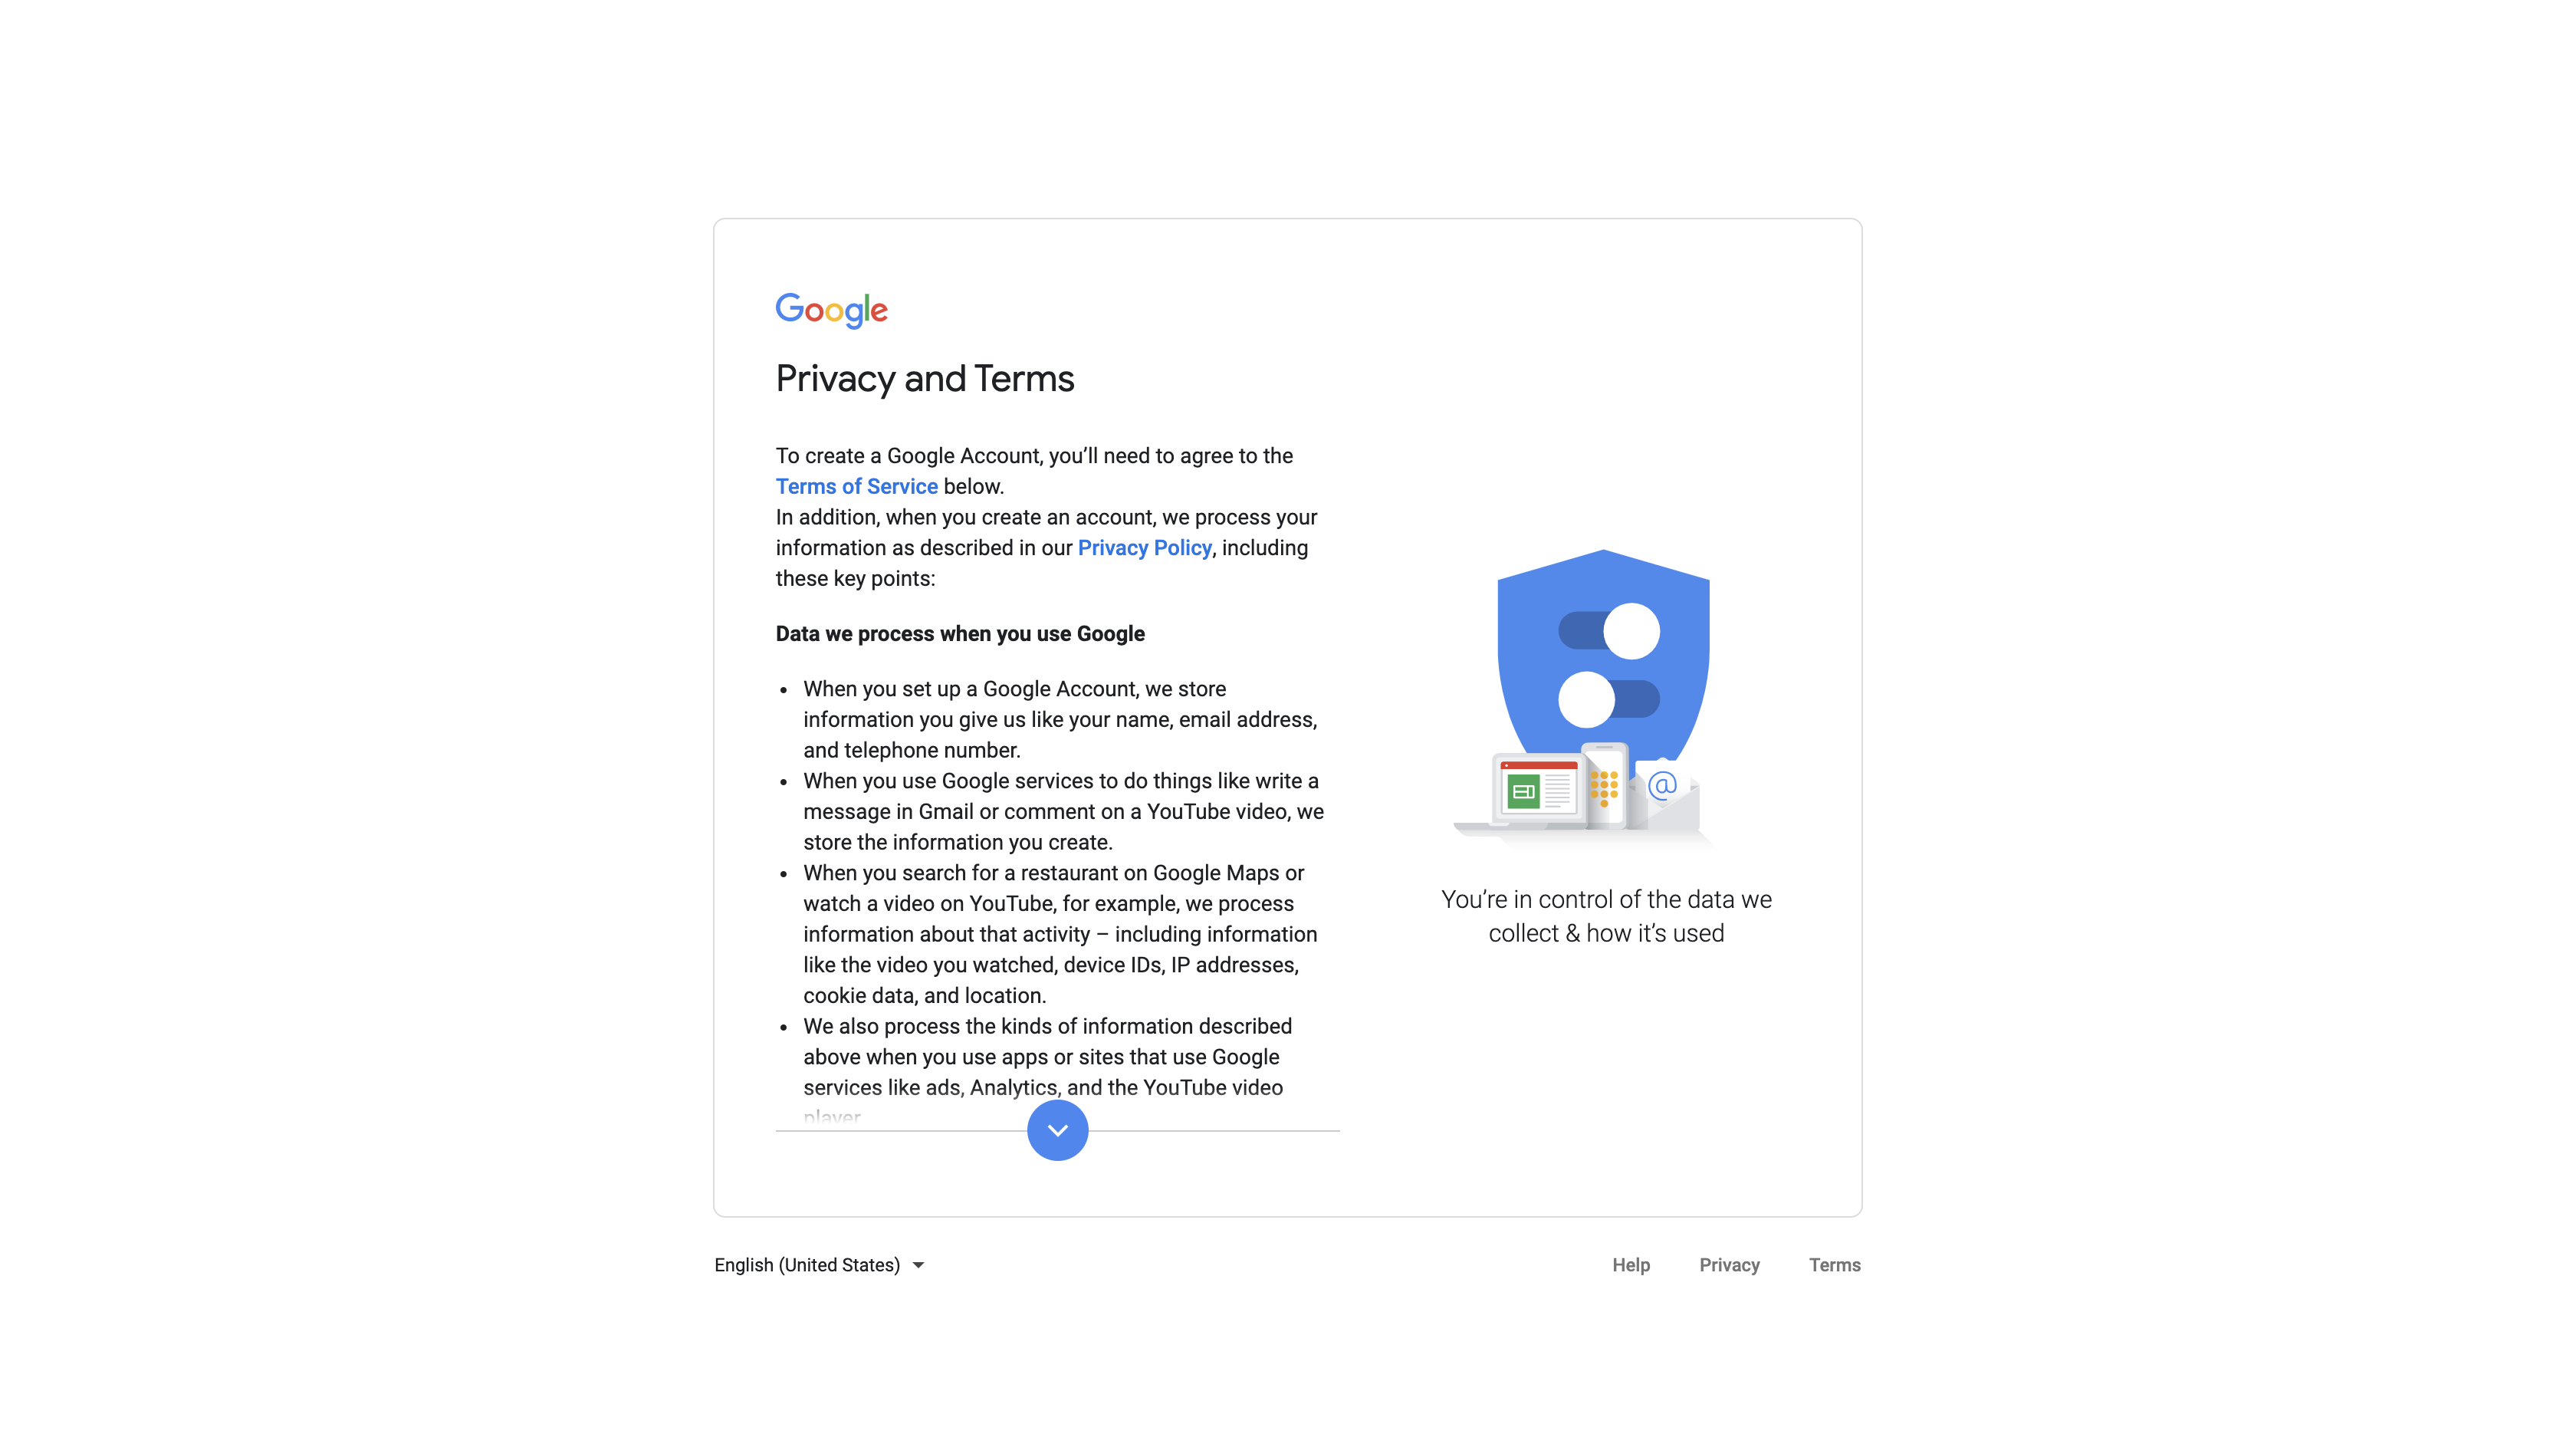 Google
Privacy and Terms
To create a Google Account, you’ll need to agree to the
Terms of Service below.
In addition, when you create an account, we process your
information as described in our Privacy Policy, including
these key points:
Data we process when you use Google
• When you set up a Google Account, we store
information you give us like your name, email address,
and telephone number.
• When you use Google services to do things like write a
message in Gmail or comment on a YouTube video, we
store the information you create.
• When you search for a restaurant on Google Maps or
watch a video on YouTube, for example, we process
information about that activity – including information
like the video you watched, device IDs, IP addresses,
cookie data, and location.
• We also process the kinds of information described
above when you use apps or sites that use Google
services like ads, Analytics, and the YouTube video
player
@
You’re in control of the data we
collect & how it’s used
English (United States)
Help Privacy Terms